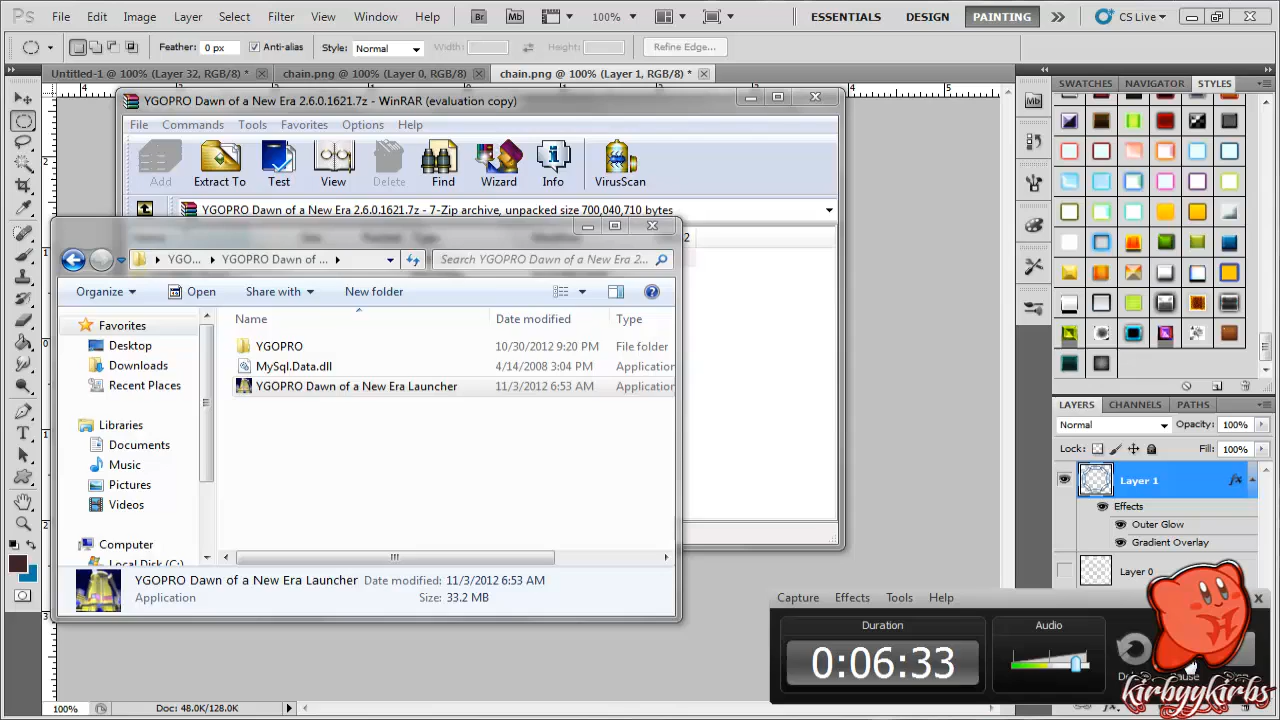 Ps File Edit Image Layer Select Filter View Window Help Br Mb 100% ESSENTIALS DESIGN PAINTING CS Live
Feather: 0 px Anti-alias Style: Normal Width: Height: Refine Edge...
Untitled-1 @ 100% (Layer 32, RGB/8) * chain.png @ 100% (Layer 0, RGB/8) chain.png @ 100% (Layer 1, RGB/8) *
SWATCHES NAVIGATOR STYLES
YGOPRO Dawn of a New Era 2.6.0.1621.7z - WinRAR (evaluation copy)
File Commands Tools Favorites Options Help
Add Extract To Test View Delete Find Wizard Info VirusScan
YGOPRO Dawn of a New Era 2.6.0.1621.7z - 7-Zip archive, unpacked size 700,040,710 bytes
YGO... YGOPRO Dawn of ... Search YGOPRO Dawn of a New Era 2...
Organize Open Share with New folder
Name Date modified Type
Favorites
Desktop
Downloads
Recent Places
Libraries
Documents
Music
Pictures
Videos
Computer
Local Disk (C:)
YGOPRO 10/30/2012 9:20 PM File folder
MySql.Data.dll 4/14/2008 3:04 PM Application
YGOPRO Dawn of a New Era Launcher 11/3/2012 6:53 AM Application
YGOPRO Dawn of a New Era Launcher Date modified: 11/3/2012 6:53 AM
Application Size: 33.2 MB
LAYERS CHANNELS PATHS
Normal Opacity: 100%
Lock: Fill: 100%
Layer 1 fx
Effects
Outer Glow
Gradient Overlay
Layer 0
Capture Effects Tools Help
Duration Audio
0:06:33
kirbyykirbs
100% Doc: 48.0K/128.0K